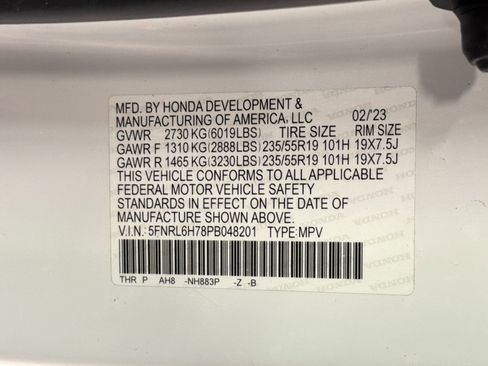 MFD. BY HONDA DEVELOPMENT &
MANUFACTURING OF AMERICA, LLC 02/'23
GVWR 2730 KG(6019LBS) TIRE SIZE RIM SIZE
GAWR F 1310 KG(2888LBS) 235/55R19 101H 19X7.5J
GAWR R 1465 KG(3230LBS) 235/55R19 101H 19X7.5J
THIS VEHICLE CONFORMS TO ALL APPLICABLE
FEDERAL MOTOR VEHICLE SAFETY
STANDARDS IN EFFECT ON THE DATE OF
MANUFACTURE SHOWN ABOVE.
V.I.N.: 5FNRL6H78PB048201 TYPE:MPV
THR P AH8 -NH883P -Z -B